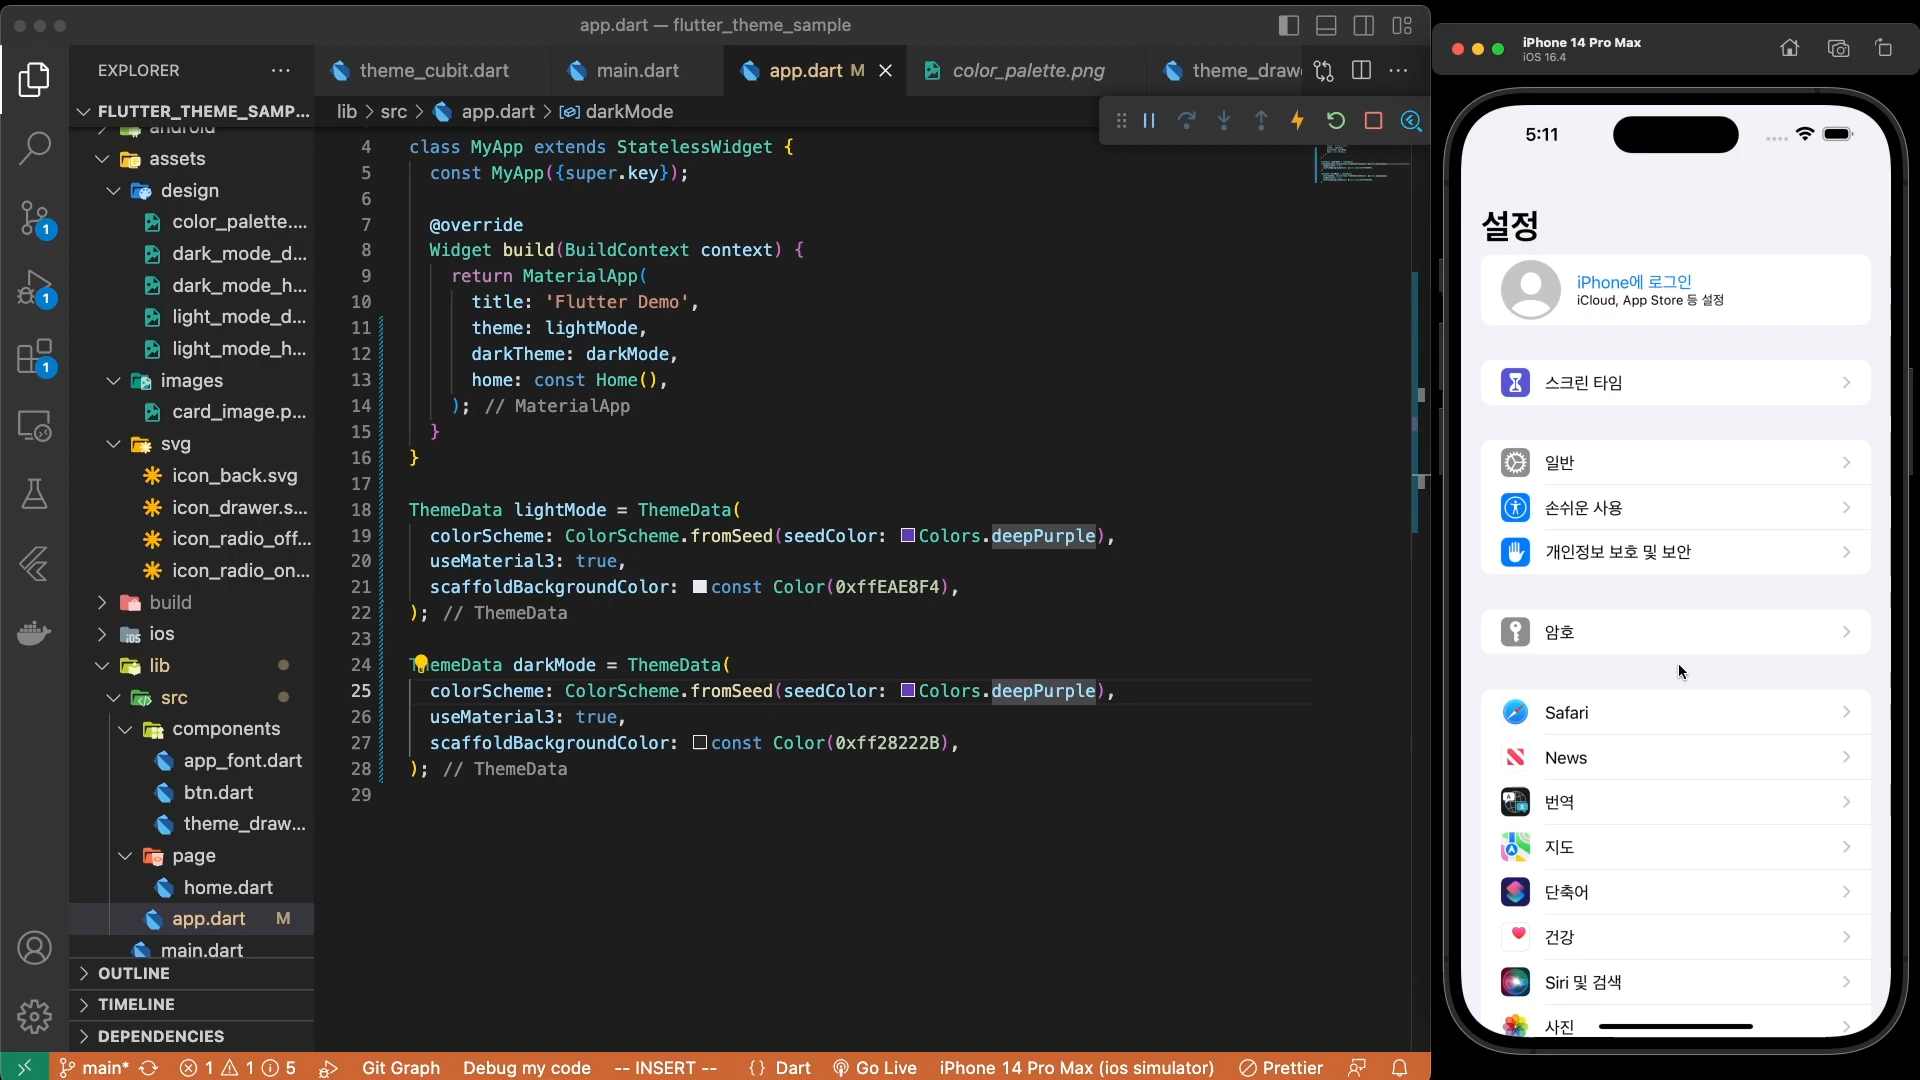 app.dart — flutter_theme_sample
EXPLORER
theme_cubit.dart
main.dart
app.dart M
color_palette.png
theme_draw
FLUTTER_THEME_SAMP...
lib > src > app.dart > darkMode
android
assets
design
color_palette....
dark_mode_d...
dark_mode_h...
light_mode_d...
light_mode_h...
images
card_image.p...
svg
icon_back.svg
icon_drawer.s...
icon_radio_off...
icon_radio_on...
build
ios
lib
src
components
app_font.dart
btn.dart
theme_draw...
page
home.dart
app.dart M
main.dart
OUTLINE
TIMELINE
DEPENDENCIES
1
1
1
4 class MyApp extends StatelessWidget {
5 const MyApp({super.key});
6
7 @override
8 Widget build(BuildContext context) {
9 return MaterialApp(
10 title: 'Flutter Demo',
11 theme: lightMode,
12 darkTheme: darkMode,
13 home: const Home(),
14 ); // MaterialApp
15 }
16 }
17
18 ThemeData lightMode = ThemeData(
19 colorScheme: ColorScheme.fromSeed(seedColor: Colors.deepPurple),
20 useMaterial3: true,
21 scaffoldBackgroundColor: const Color(0xffEAE8F4),
22 ); // ThemeData
23
24 ThemeData darkMode = ThemeData(
25 colorScheme: ColorScheme.fromSeed(seedColor: Colors.deepPurple),
26 useMaterial3: true,
27 scaffoldBackgroundColor: const Color(0xff28222B),
28 ); // ThemeData
29
main* 1 1 5 Git Graph Debug my code -- INSERT -- {} Dart Go Live iPhone 14 Pro Max (ios simulator) Prettier
iPhone 14 Pro Max
iOS 16.4
5:11
설정
iPhone에 로그인
iCloud, App Store 등 설정
스크린 타임
일반
손쉬운 사용
개인정보 보호 및 보안
암호
Safari
News
번역
지도
단축어
건강
Siri 및 검색
사진